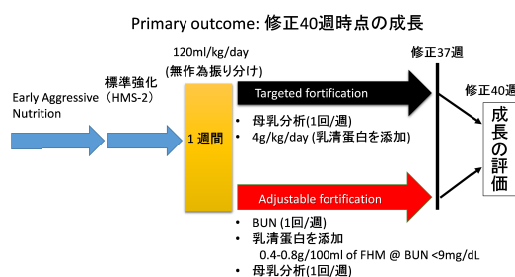 Primary outcome: 修正40週時点の成長
120ml/kg/day
(無作為振り分け)
修正37週
標準強化
(HMS-2)
Early Aggressive
Nutrition
1週間
Targeted fortification
• 母乳分析(1回/週)
• 4g/kg/day (乳清蛋白を添加)
修正40週
成長の評価
Adjustable fortification
• BUN (1回/週)
• 乳清蛋白を添加
0.4-0.8g/100ml of FHM @ BUN <9mg/dL
• 母乳分析(1回/週)